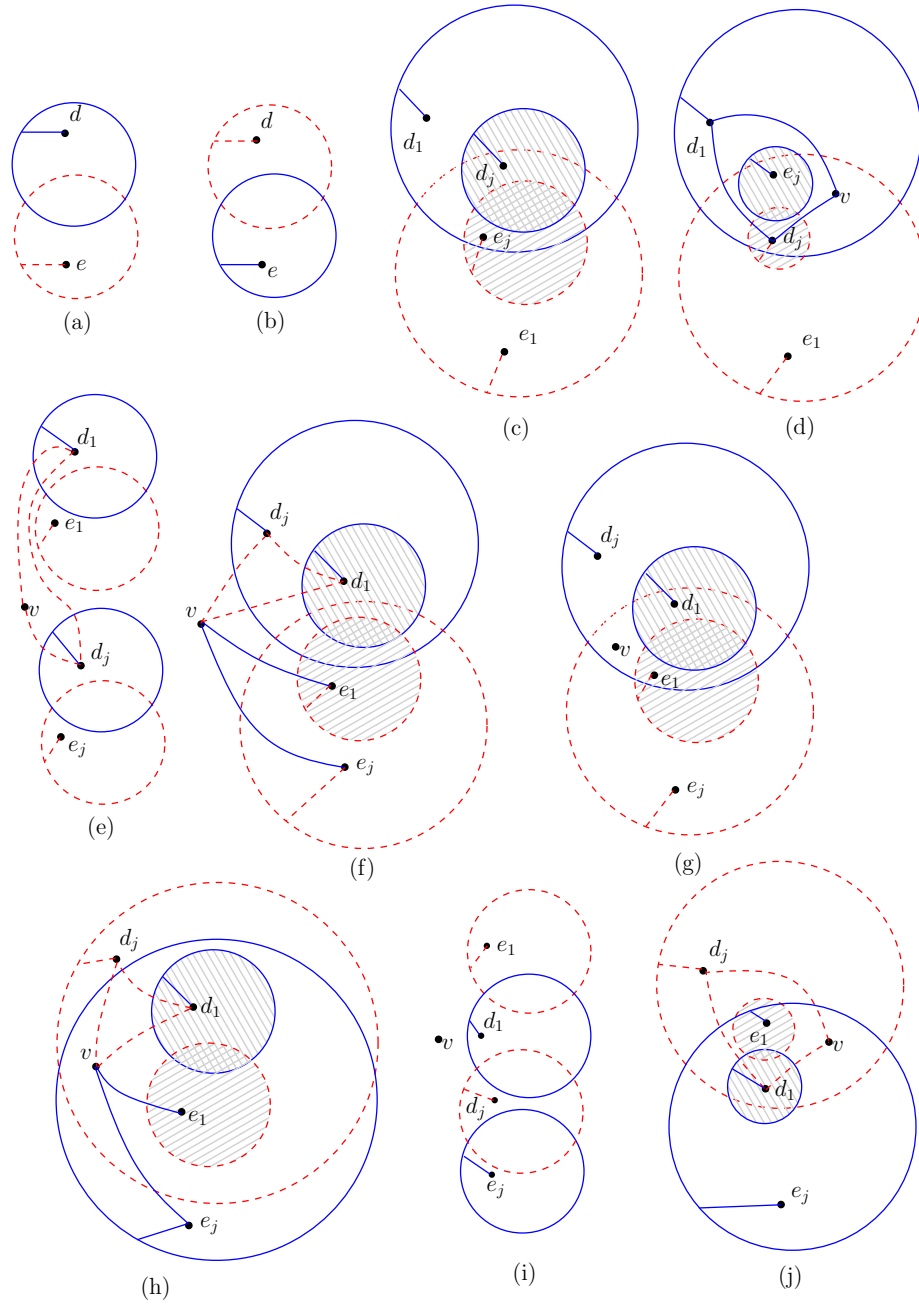 d
e
(a)
d
e
(b)
d₁
dⱼ
eⱼ
e₁
(c)
d₁
eⱼ
v
dⱼ
e₁
(d)
d₁
e₁
v
dⱼ
eⱼ
(e)
dⱼ
d₁
v
e₁
eⱼ
(f)
dⱼ
d₁
v
e₁
eⱼ
(g)
dⱼ
d₁
v
e₁
eⱼ
(h)
e₁
d₁
v
dⱼ
eⱼ
(i)
dⱼ
e₁
v
d₁
eⱼ
(j)